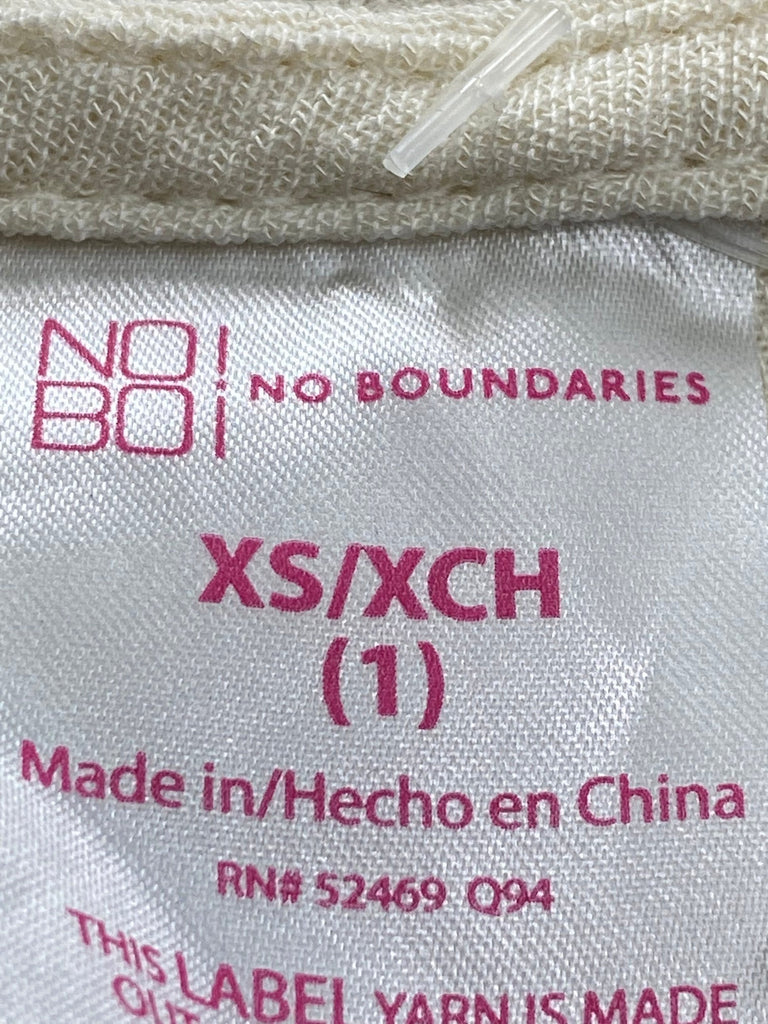 NO BO NO BOUNDARIES
XS/XCH
(1)
Made in/Hecho en China
RN# 52469 Q94
THIS LABEL YARN IS MADE
OUT